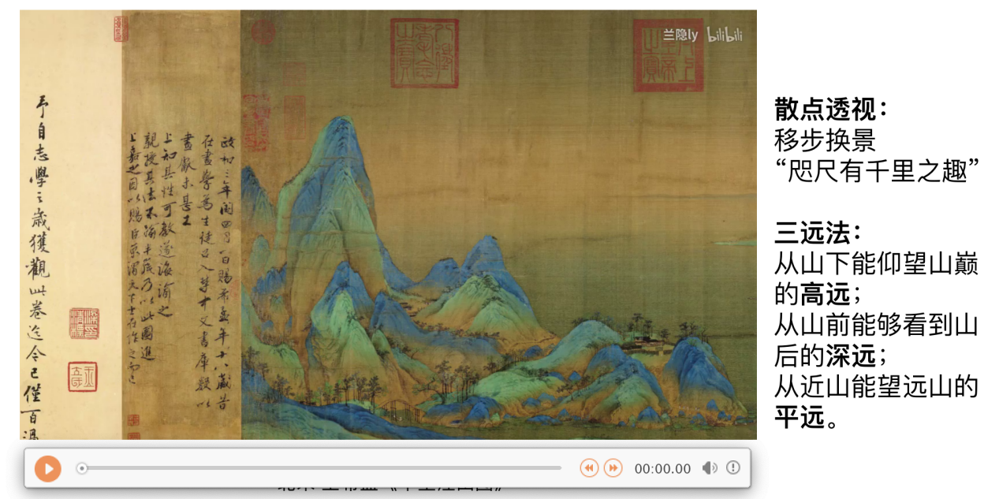 予自志學之歲獲觀此卷迄今已僅百過
政和三年閏四月一日賜希孟年十八歲昔
在畫學為生徒召入禁中文書庫數以
畫獻未甚工
上知其性可教遂誨諭之
親授其法不踰半歲乃以此圖進
上嘉之因以賜臣京謂天下士在作之而已
兰隐ly bilibili
00:00.00
散点透视：
移步换景
“咫尺有千里之趣”
三远法：
从山下能仰望山巅
的高远；
从山前能够看到山
后的深远；
从近山能望远山的
平远。